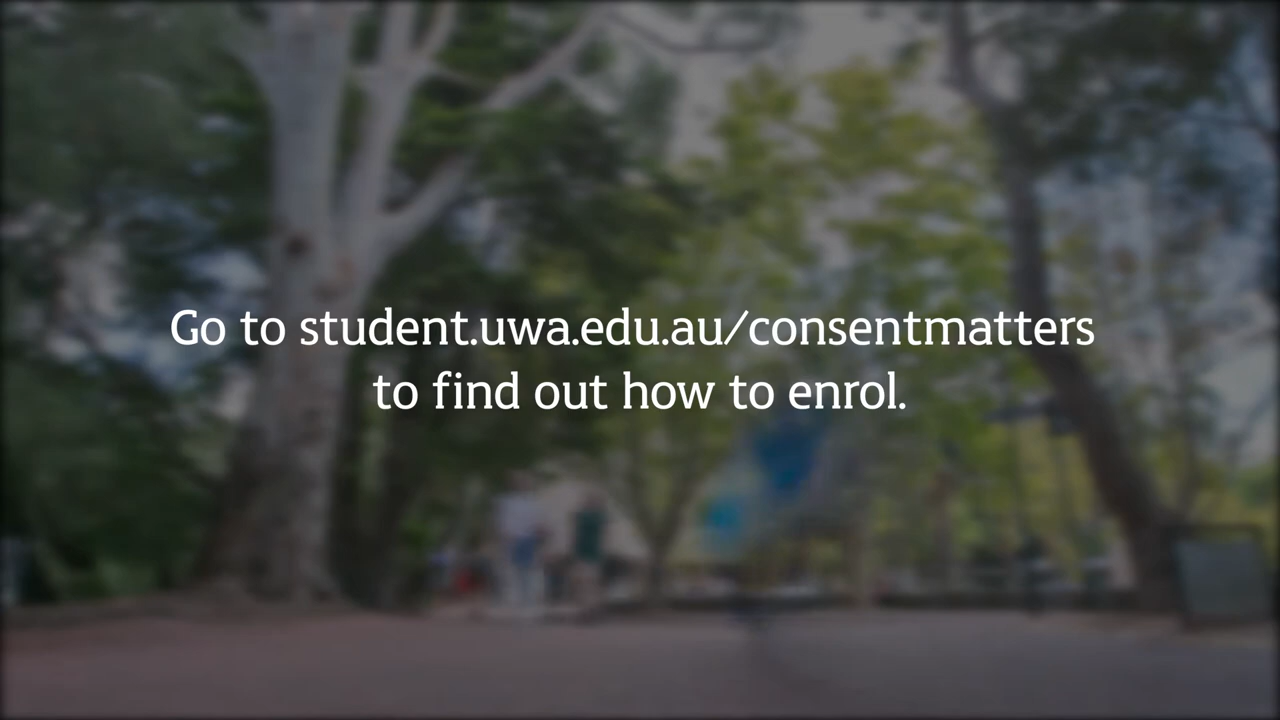 Go to student.uwa.edu.au/consentmatters
to find out how to enrol.